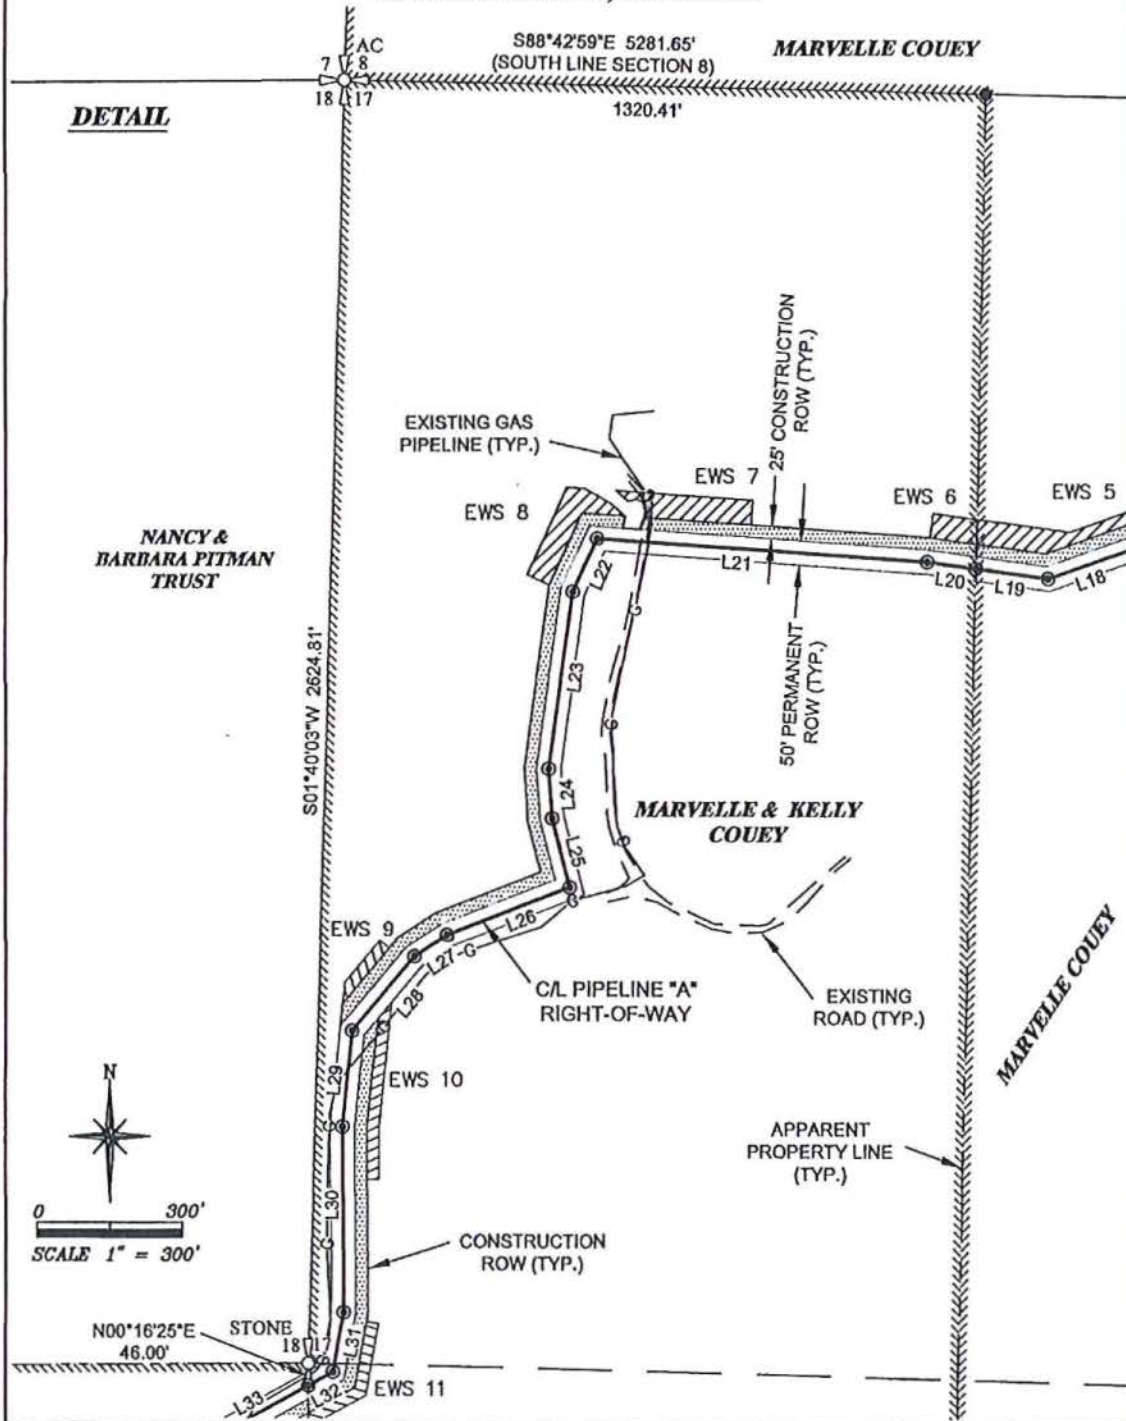 AC
7 8
18 17
S88°42'59"E 5281.65'
(SOUTH LINE SECTION 8)
1320.41'
MARVELLE COUEY
DETAIL
25' CONSTRUCTION
ROW (TYP.)
EXISTING GAS
PIPELINE (TYP.)
EWS 8
EWS 7
EWS 6
EWS 5
NANCY &
BARBARA PITMAN
TRUST
L22
L21
L20
L19
L18
S01°40'03"W 2624.81'
L23
50' PERMANENT
ROW (TYP.)
G
G
L24
MARVELLE & KELLY
COUEY
L25
G
G
L26
EWS 9
L27
G
L28
G
C/L PIPELINE "A"
RIGHT-OF-WAY
EXISTING
ROAD (TYP.)
MARVELLE COUEY
N
L29
EWS 10
G
APPARENT
PROPERTY LINE
(TYP.)
L30
0 300'
SCALE 1" = 300'
G
CONSTRUCTION
ROW (TYP.)
N00°16'25"E
46.00'
STONE
18 17
G
L31
L33
L32
EWS 11